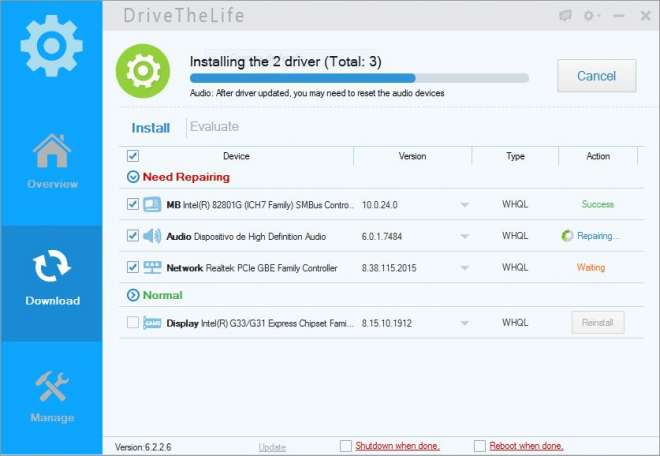 DriveTheLife
Installing the 2 driver (Total: 3)
Cancel
Audio: After driver updated, you may need to reset the audio devices
Install Evaluate
Device Version Type Action
Need Repairing
MB Intel(R) 82801G (ICH7 Family) SMBus Contro... 10.0.24.0 WHQL Success
Audio Dispositivo de High Definition Audio 6.0.1.7484 WHQL Repairing...
Network Realtek PCIe GBE Family Controller 8.38.115.2015 WHQL Waiting
Normal
Display Intel(R) G33/G31 Express Chipset Fami... 8.15.10.1912 WHQL Reinstall
Overview
Download
Manage
Version:6.2.2.6 Update Shutdown when done. Reboot when done.